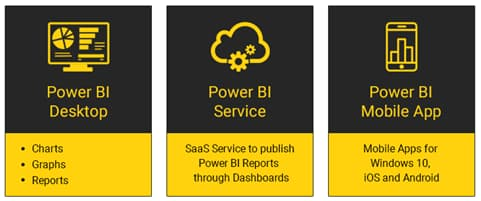 Power BI
Desktop
• Charts
• Graphs
• Reports
Power BI
Service
SaaS Service to publish
Power BI Reports
through Dashboards
Power BI
Mobile App
Mobile Apps for
Windows 10,
iOS and Android